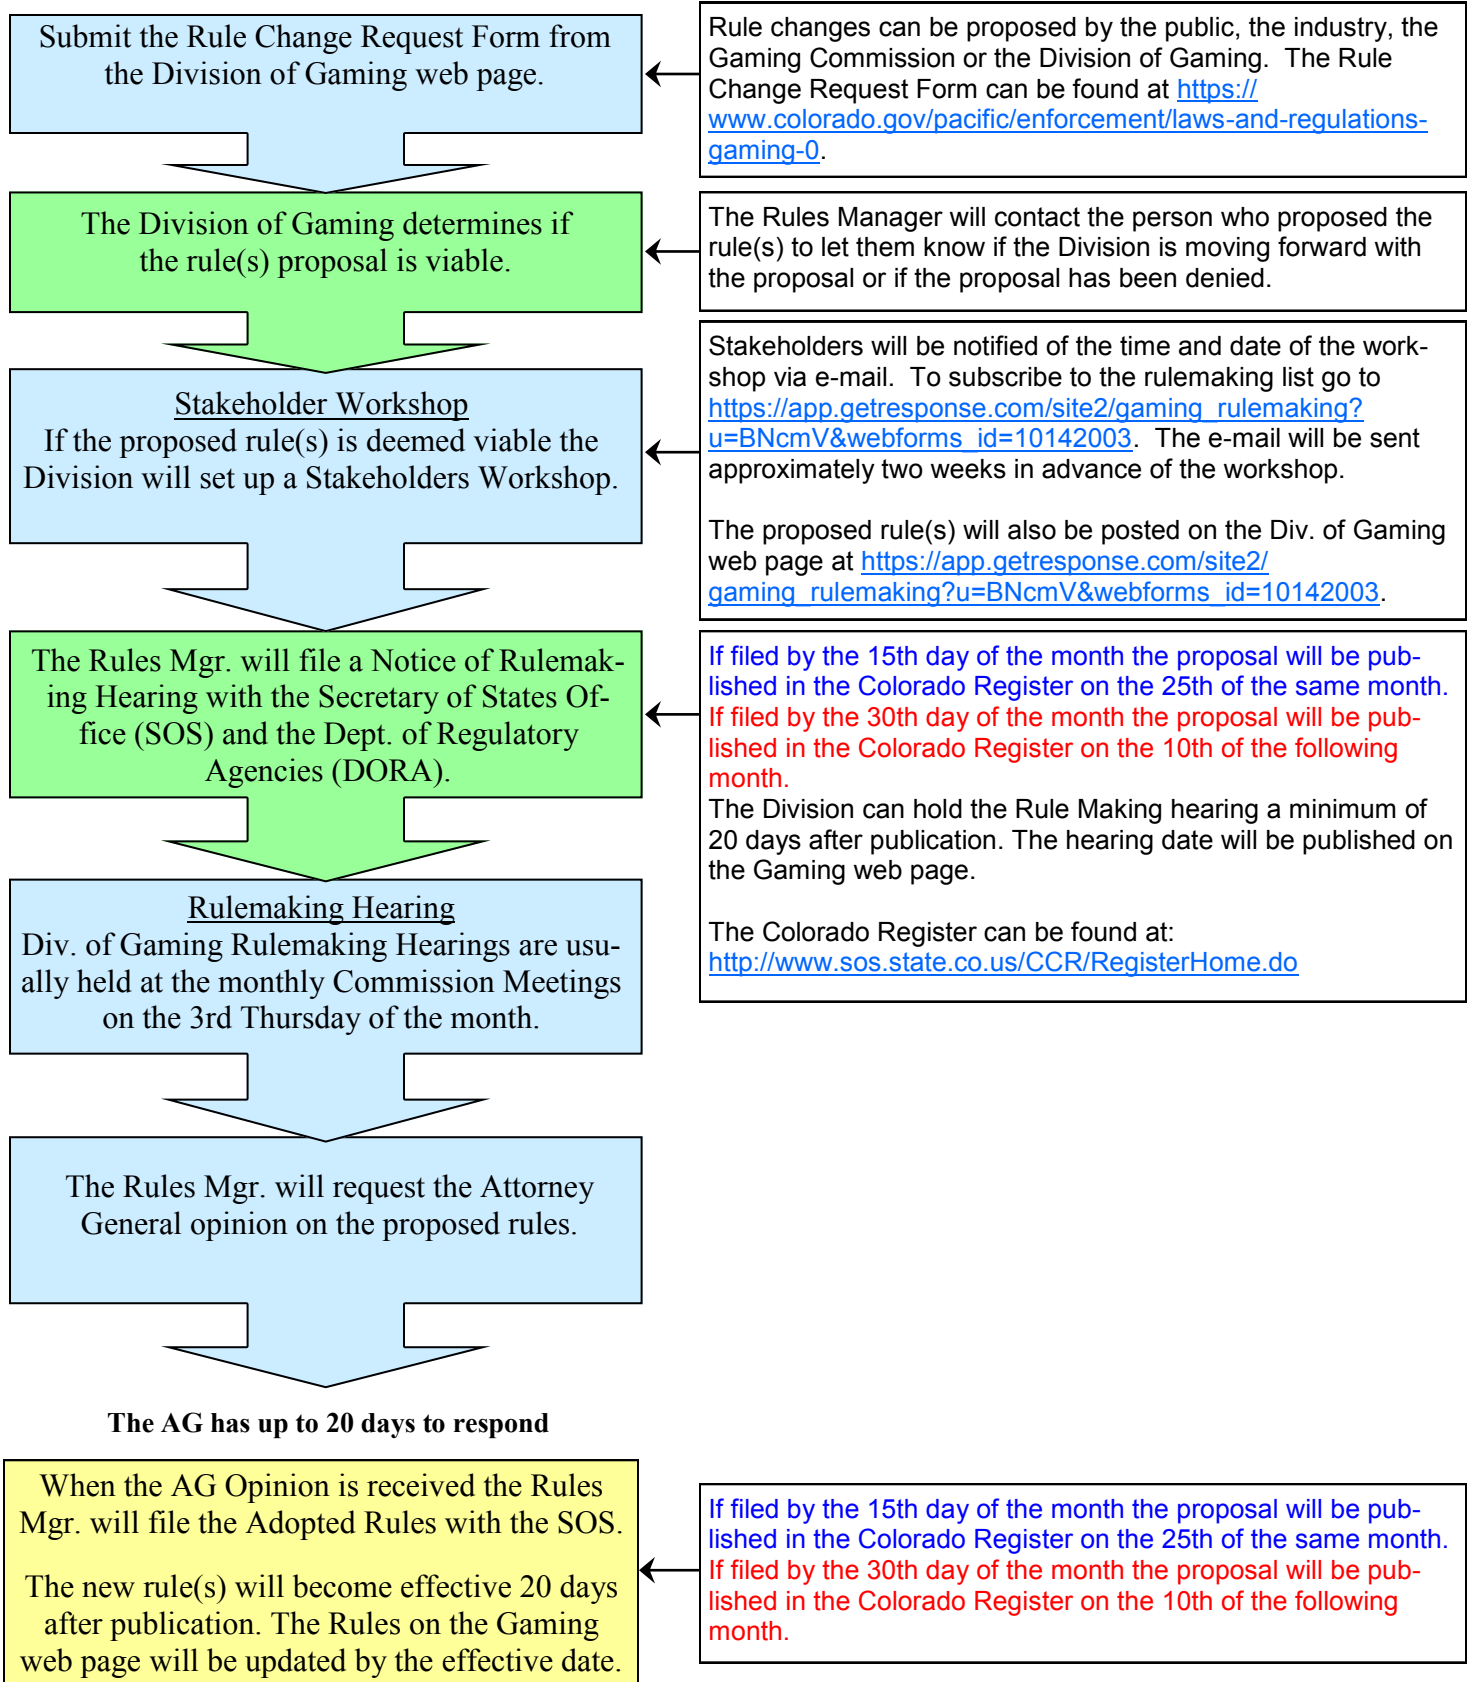 Submit the Rule Change Request Form from
the Division of Gaming web page.
Rule changes can be proposed by the public, the industry, the
Gaming Commission or the Division of Gaming.  The Rule
Change Request Form can be found at https://
www.colorado.gov/pacific/enforcement/laws-and-regulations-
gaming-0.
The Division of Gaming determines if
the rule(s) proposal is viable.
The Rules Manager will contact the person who proposed the
rule(s) to let them know if the Division is moving forward with
the proposal or if the proposal has been denied.
Stakeholder Workshop
If the proposed rule(s) is deemed viable the
Division will set up a Stakeholders Workshop.
Stakeholders will be notified of the time and date of the work-
shop via e-mail.  To subscribe to the rulemaking list go to
https://app.getresponse.com/site2/gaming_rulemaking?
u=BNcmV&webforms_id=10142003.  The e-mail will be sent
approximately two weeks in advance of the workshop.
The proposed rule(s) will also be posted on the Div. of Gaming
web page at https://app.getresponse.com/site2/
gaming_rulemaking?u=BNcmV&webforms_id=10142003.
The Rules Mgr. will file a Notice of Rulemak-
ing Hearing with the Secretary of States Of-
fice (SOS) and the Dept. of Regulatory
Agencies (DORA).
If filed by the 15th day of the month the proposal will be pub-
lished in the Colorado Register on the 25th of the same month.
If filed by the 30th day of the month the proposal will be pub-
lished in the Colorado Register on the 10th of the following
month.
The Division can hold the Rule Making hearing a minimum of
20 days after publication. The hearing date will be published on
the Gaming web page.
The Colorado Register can be found at:
http://www.sos.state.co.us/CCR/RegisterHome.do
Rulemaking Hearing
Div. of Gaming Rulemaking Hearings are usu-
ally held at the monthly Commission Meetings
on the 3rd Thursday of the month.
The Rules Mgr. will request the Attorney
General opinion on the proposed rules.
The AG has up to 20 days to respond
When the AG Opinion is received the Rules
Mgr. will file the Adopted Rules with the SOS.
The new rule(s) will become effective 20 days
after publication. The Rules on the Gaming
web page will be updated by the effective date.
If filed by the 15th day of the month the proposal will be pub-
lished in the Colorado Register on the 25th of the same month.
If filed by the 30th day of the month the proposal will be pub-
lished in the Colorado Register on the 10th of the following
month.